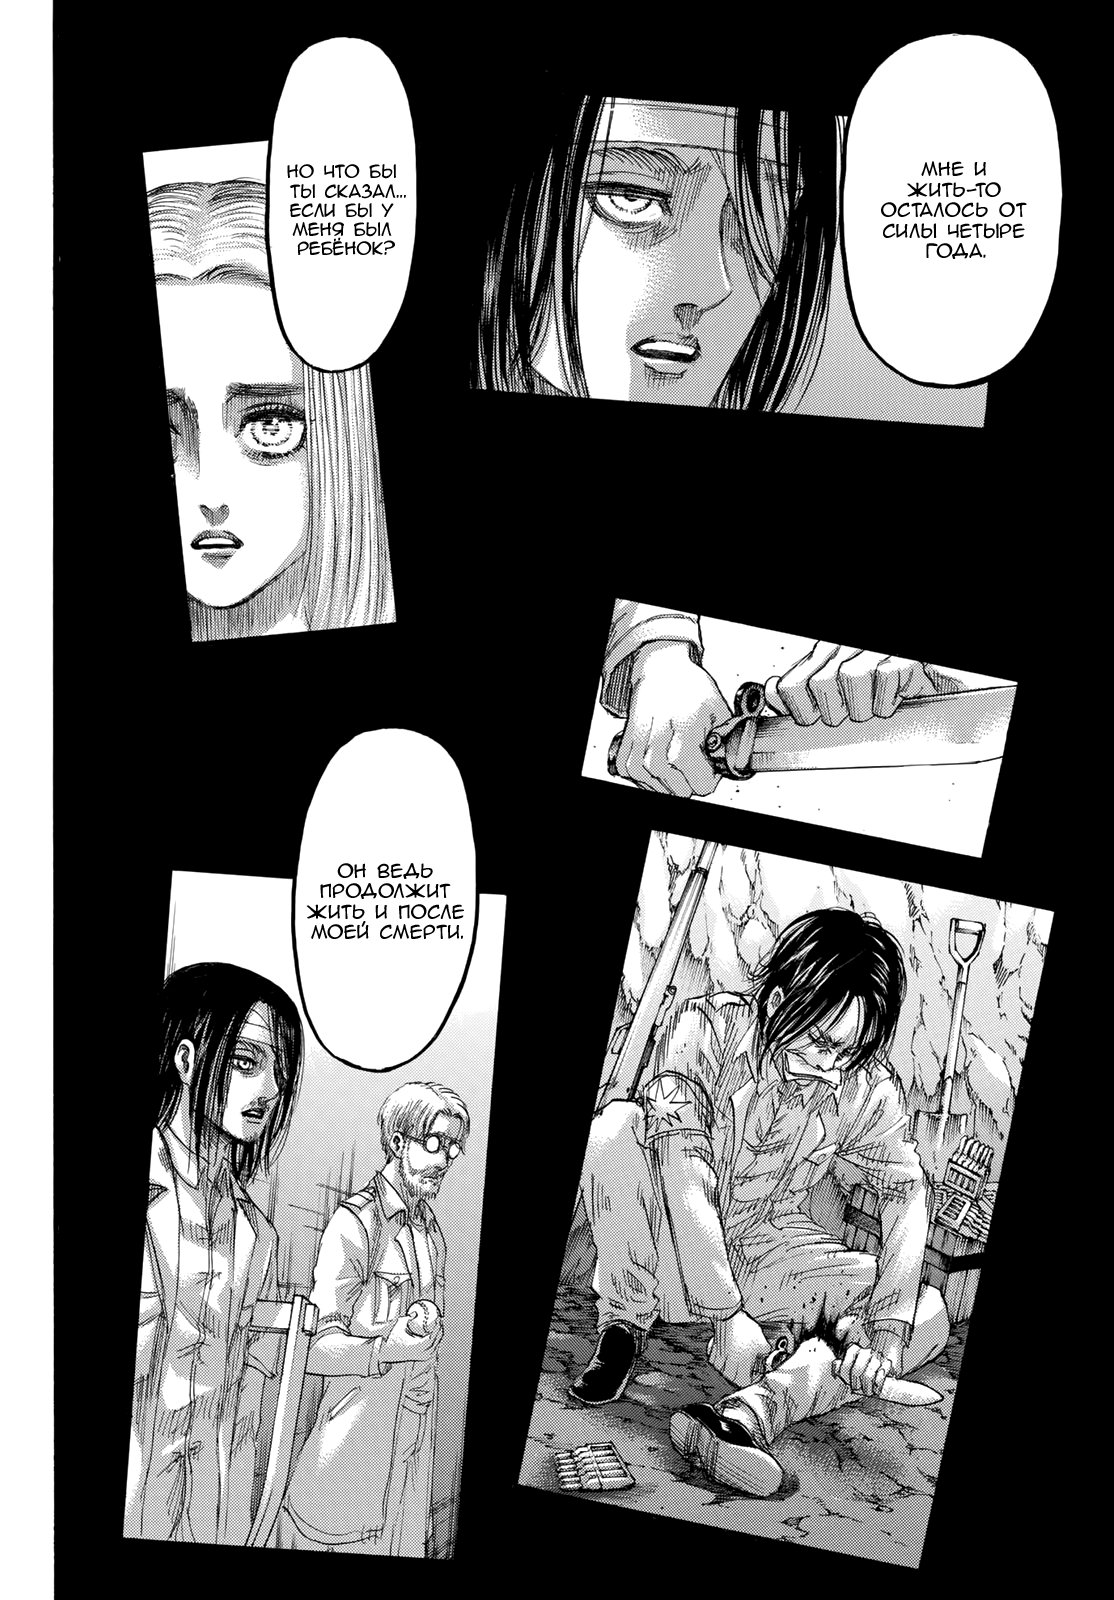 МНЕ И
ЖИТЬ-ТО
ОСТАЛОСЬ ОТ
СИЛЫ ЧЕТЫРЕ
ГОДА.
НО ЧТО БЫ
ТЫ СКАЗАЛ...
ЕСЛИ БЫ У
МЕНЯ БЫЛ
РЕБЁНОК?
ОН ВЕДЬ
ПРОДОЛЖИТ
ЖИТЬ И ПОСЛЕ
МОЕЙ СМЕРТИ.